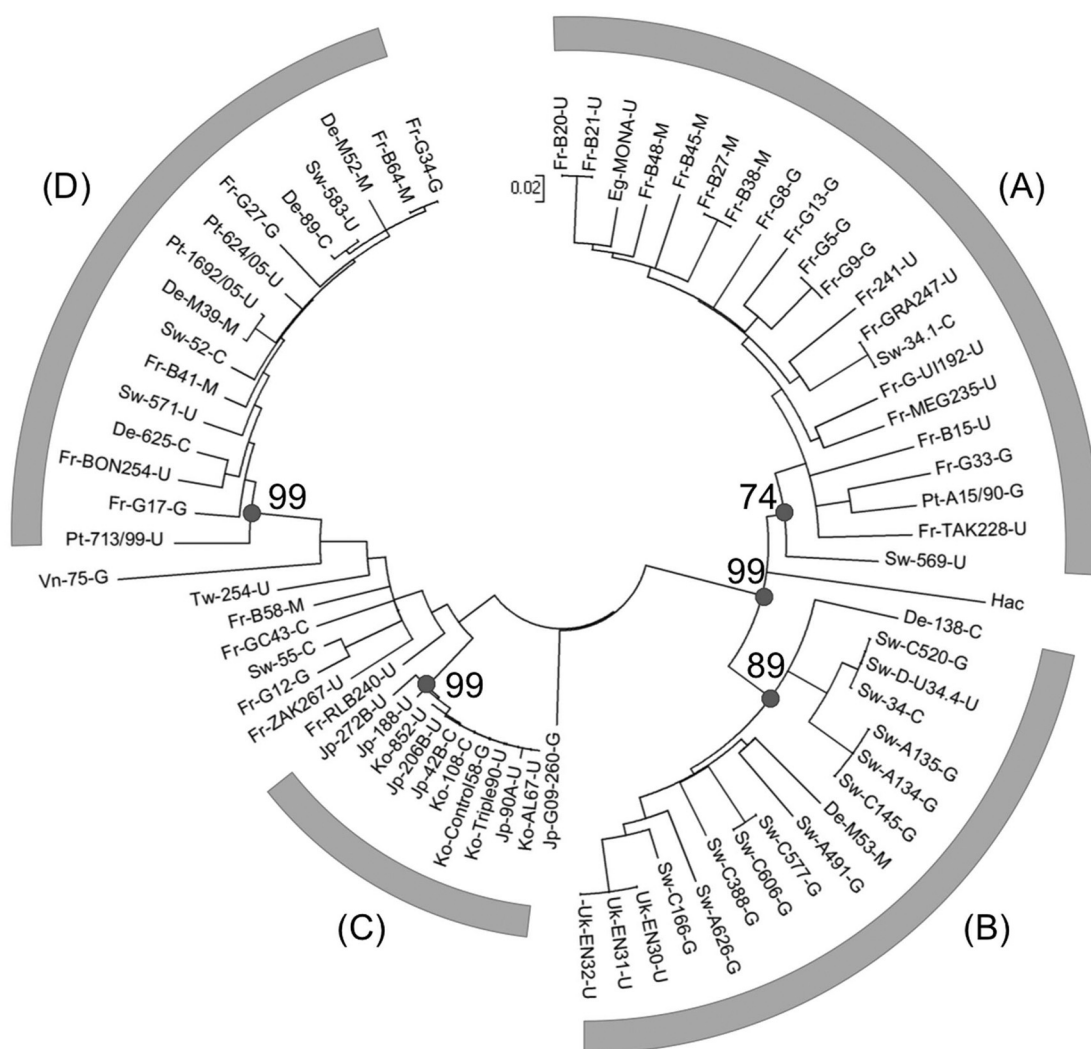 Fr-B20-U
Fr-B21-U
Eg-MONA-U
Fr-B48-M
Fr-B45-M
Fr-B27-M
Fr-B38-M
Fr-G8-G
Fr-G13-G
Fr-G5-G
Fr-G9-G
Fr-241-U
Fr-GRA247-U
Sw-34.1-C
Fr-G-UI192-U
Fr-MEG235-U
Fr-B15-U
Fr-G33-G
Pt-A15/90-G
Fr-TAK228-U
Sw-569-U
Hac
De-138-C
Sw-C520-G
Sw-D-U34.4-U
Sw-34-C
Sw-A135-G
Sw-A134-G
Sw-C145-G
De-M53-M
Sw-A491-G
Sw-C577-G
Sw-C606-G
Sw-C388-G
Sw-A626-G
Sw-C166-G
Uk-EN30-U
Uk-EN31-U
Uk-EN32-U
Jp-G09-260-G
Ko-AL67-U
Jp-90A-U
Ko-Triple90-U
Ko-Control58-G
Ko-108-C
Jp-42B-C
Jp-206B-U
Ko-852-U
Jp-188-U
Jp-272B-U
Fr-RLB240-U
Fr-ZAK267-U
Fr-G12-G
Sw-55-C
Fr-GC43-C
Fr-B58-M
Tw-254-U
Vn-75-G
Pt-713/99-U
Fr-G17-G
Fr-BON254-U
De-625-C
Sw-571-U
Fr-B41-M
Sw-52-C
De-M39-M
Pt-1692/05-U
Pt-624/05-U
Fr-G27-G
De-89-C
Sw-583-U
De-M52-M
Fr-B64-M
Fr-G34-G
0.02
(A)
(B)
(C)
(D)
74
99
89
99
99